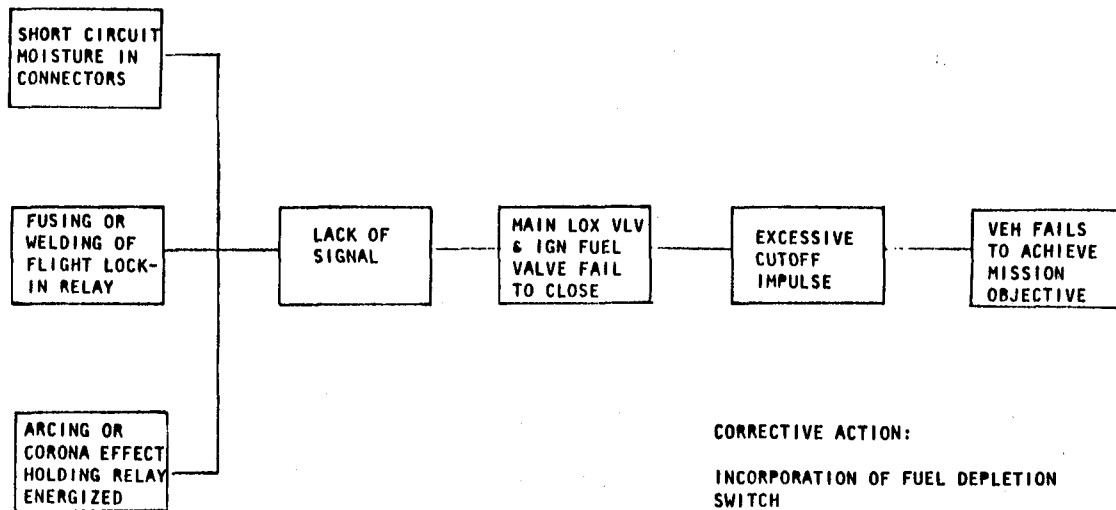 SHORT CIRCUIT
MOISTURE IN
CONNECTORS
FUSING OR
WELDING OF
FLIGHT LOCK-
IN RELAY
ARCING OR
CORONA EFFECT
HOLDING RELAY
ENERGIZED
LACK OF
SIGNAL
MAIN LOX VLV
& IGN FUEL
VALVE FAIL
TO CLOSE
EXCESSIVE
CUTOFF
IMPULSE
VEH FAILS
TO ACHIEVE
MISSION
OBJECTIVE
CORRECTIVE ACTION:
INCORPORATION OF FUEL DEPLETION
SWITCH